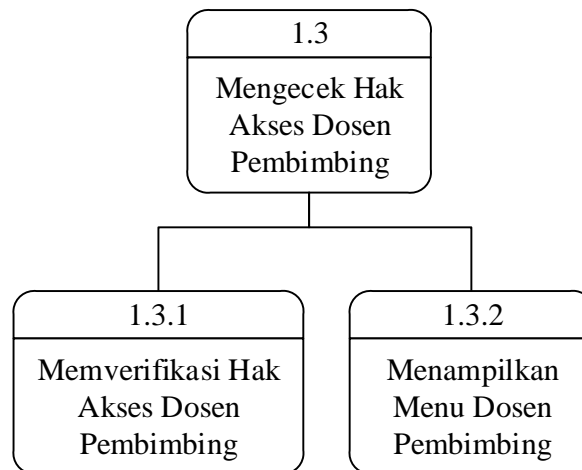 1.3
Mengecek Hak
Akses Dosen
Pembimbing
1.3.1
Memverifikasi Hak
Akses Dosen
Pembimbing
1.3.2
Menampilkan
Menu Dosen
Pembimbing